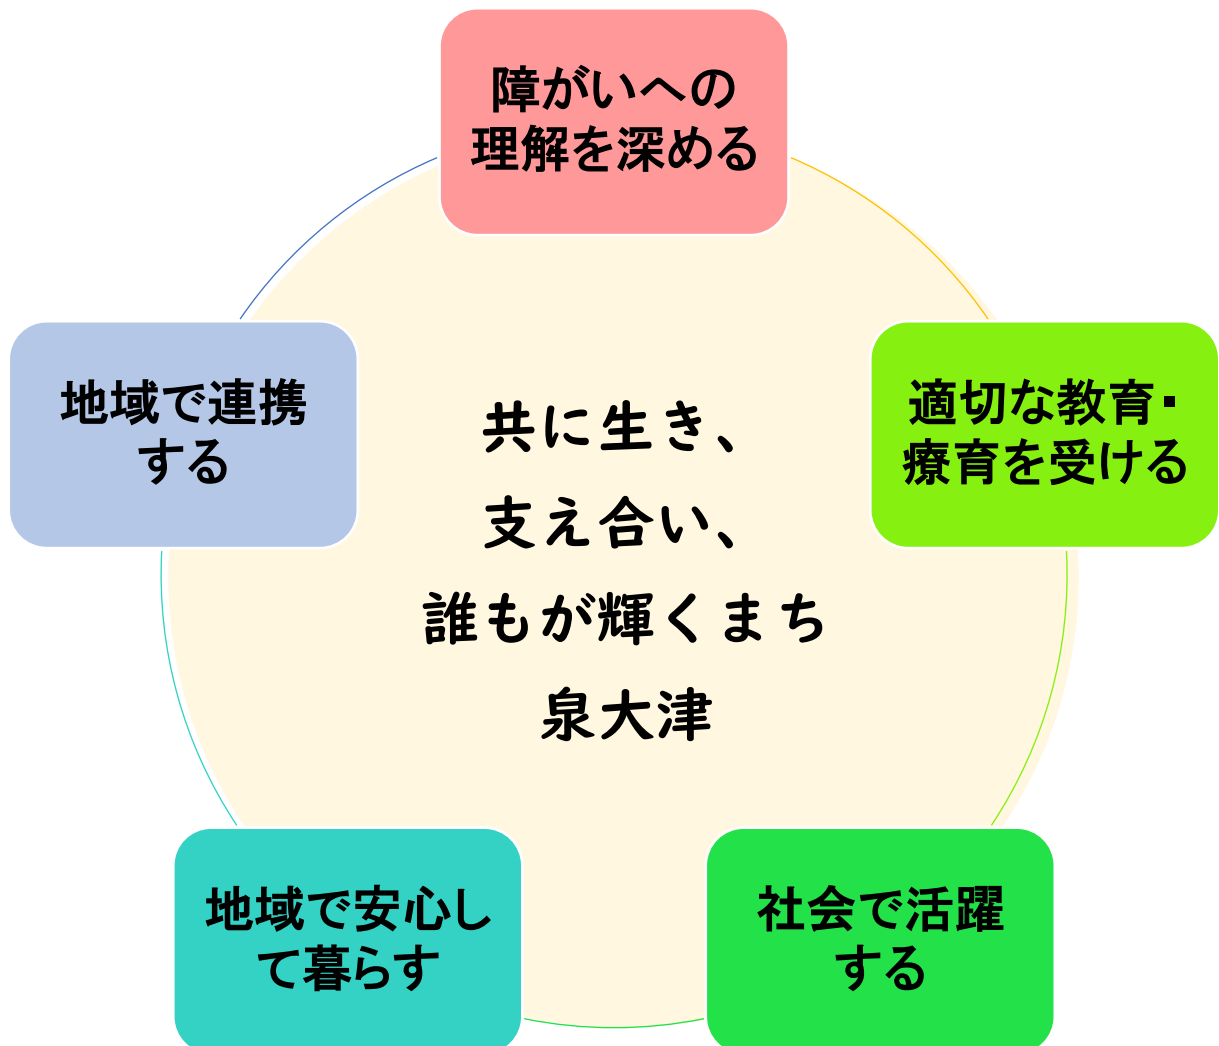 障がいへの
理解を深める
地域で連携
する
適切な教育・
療育を受ける
共に生き、
支え合い、
誰もが輝くまち
泉大津
地域で安心し
て暮らす
社会で活躍
する